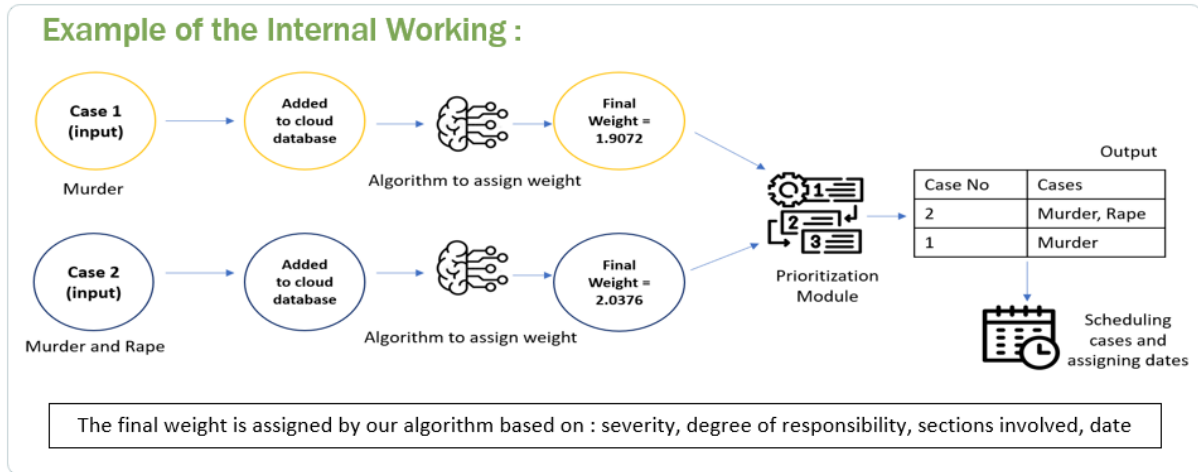 Example of the Internal Working :
Case 1
(input)
Murder
Added
to cloud
database
Algorithm to assign weight
Final
Weight =
1.9072
Case 2
(input)
Murder and Rape
Added
to cloud
database
Algorithm to assign weight
Final
Weight =
2.0376
1
2
3
Prioritization
Module
Output
Case No Cases
2 Murder, Rape
1 Murder
Scheduling
cases and
assigning dates
The final weight is assigned by our algorithm based on : severity, degree of responsibility, sections involved, date